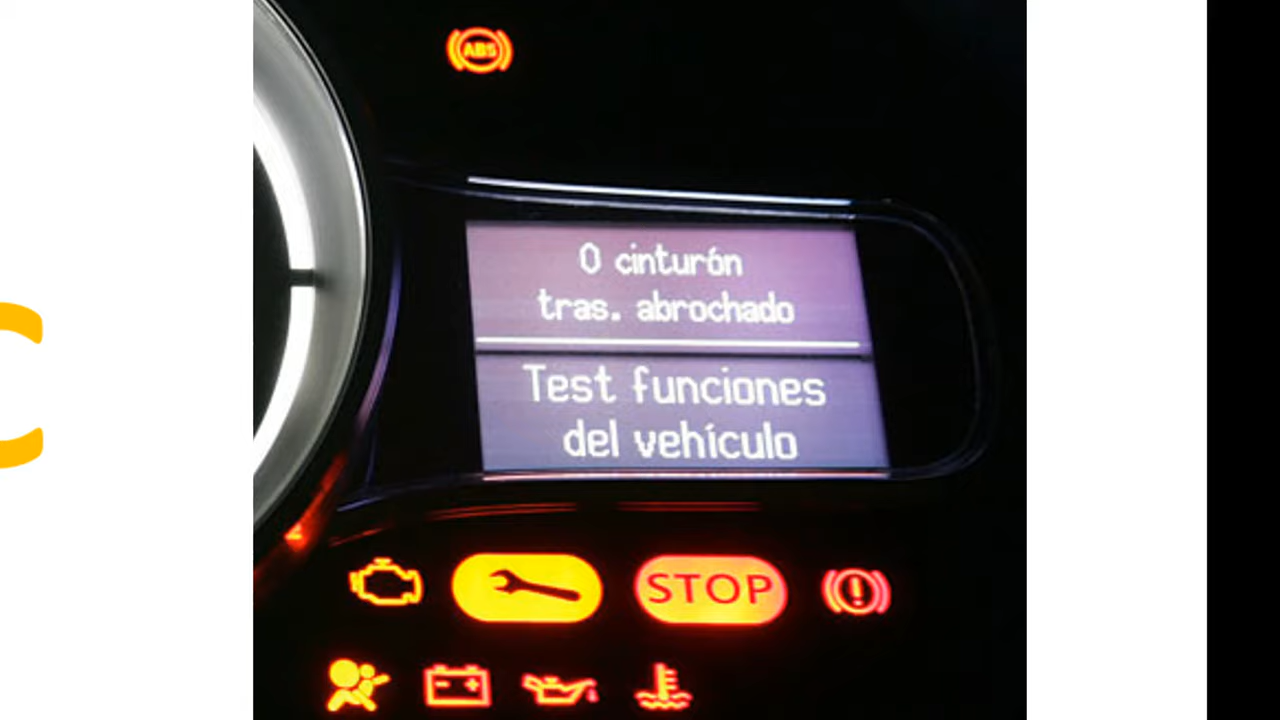 ABS
0 cinturón
tras. abrochado
Test funciones
del vehículo
STOP